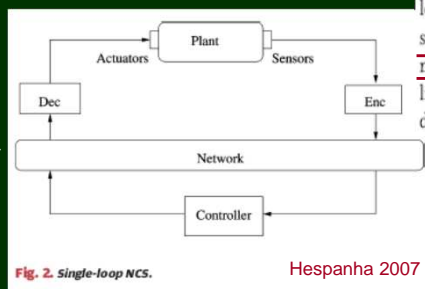 Plant
Actuators
Sensors
Dec
Enc
Network
Controller
Fig. 2. Single-loop NCS.
Hespanha 2007